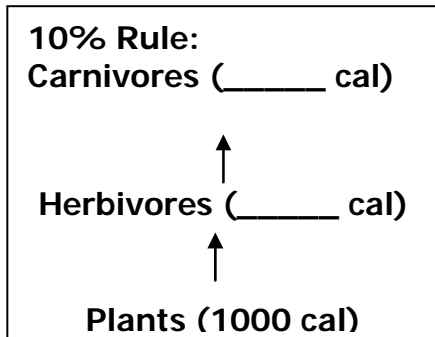 10% Rule:
Carnivores (_____ cal)
Herbivores (_____ cal)
Plants (1000 cal)